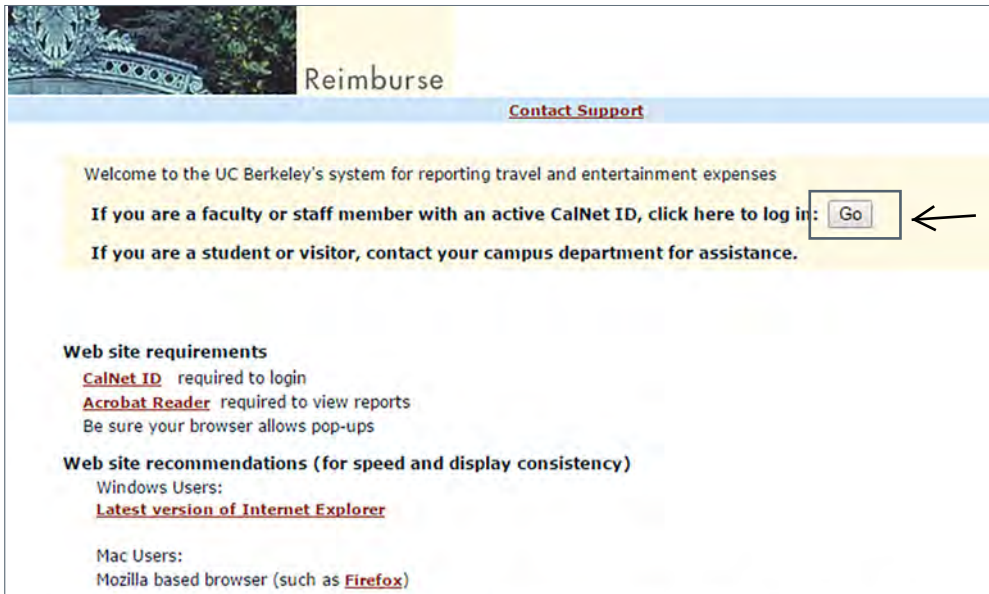 Reimburse
Contact Support
Welcome to the UC Berkeley's system for reporting travel and entertainment expenses
If you are a faculty or staff member with an active CalNet ID, click here to log in: Go
If you are a student or visitor, contact your campus department for assistance.
Web site requirements
CalNet ID required to login
Acrobat Reader required to view reports
Be sure your browser allows pop-ups
Web site recommendations (for speed and display consistency)
Windows Users:
Latest version of Internet Explorer
Mac Users:
Mozilla based browser (such as Firefox)